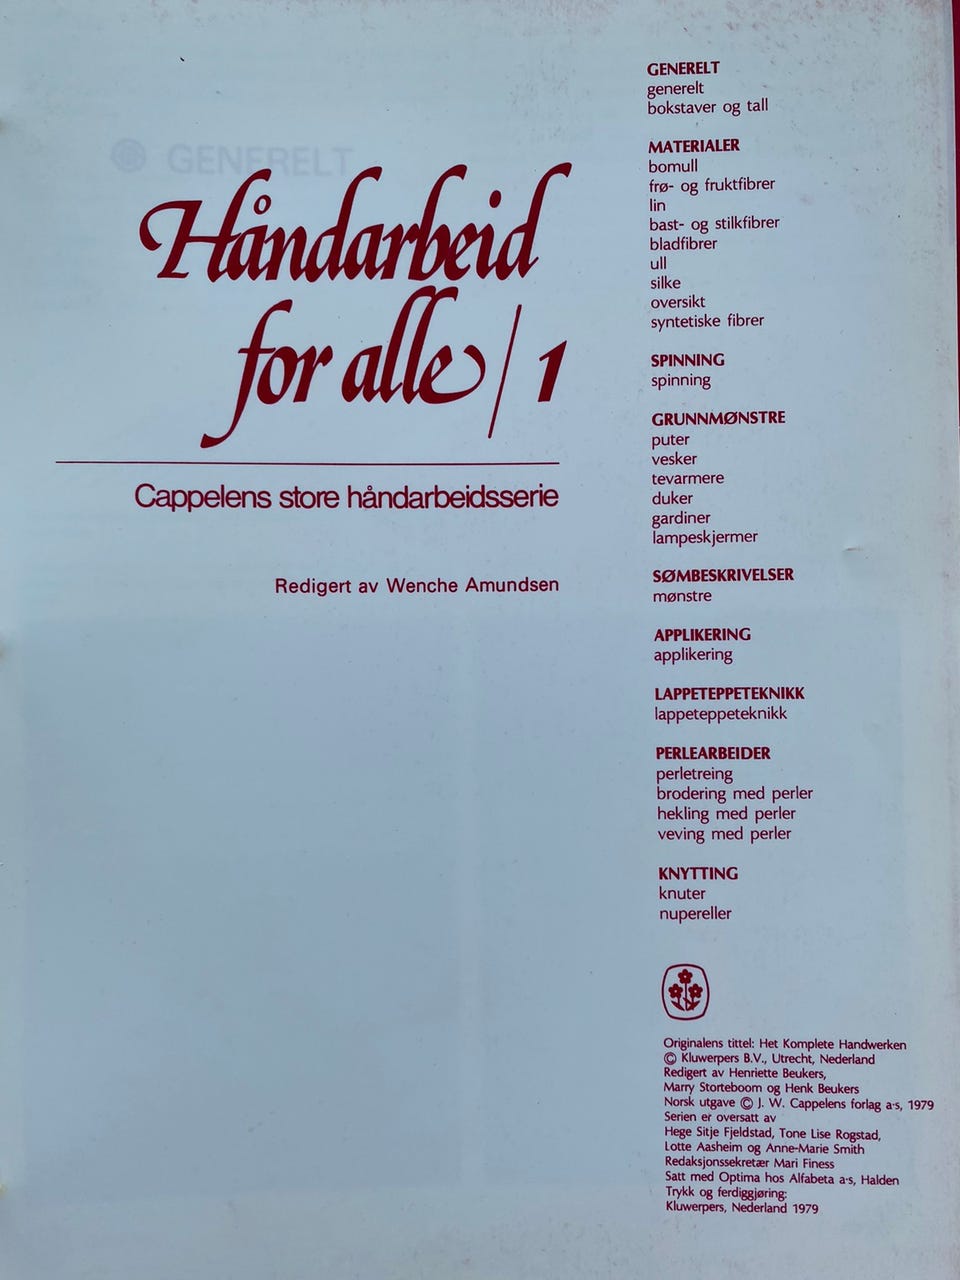 GENERELT
Håndarbeid
for alle / 1
Cappelens store håndarbeidsserie
Redigert av Wenche Amundsen
GENERELT
generelt
bokstaver og tall
MATERIALER
bomull
frø- og fruktfibrer
lin
bast- og stilkfibrer
bladfibrer
ull
silke
oversikt
syntetiske fibrer
SPINNING
spinning
GRUNNMØNSTRE
puter
vesker
tevarmere
duker
gardiner
lampeskjermer
SØMBESKRIVELSER
mønstre
APPLIKERING
applikering
LAPPETEPPETEKNIKK
lappeteppeteknikk
PERLEARBEIDER
perletreing
brodering med perler
hekling med perler
veving med perler
KNYTTING
knuter
nupereller
Originalens tittel: Het Komplete Handwerken
© Kluwerpers B.V., Utrecht, Nederland
Redigert av Henriette Beukers,
Marry Storteboom og Henk Beukers
Norsk utgave © J. W. Cappelens forlag a·s, 1979
Serien er oversatt av
Hege Sitje Fjeldstad, Tone Lise Rogstad,
Lotte Aasheim og Anne-Marie Smith
Redaksjonssekretær Mari Finess
Satt med Optima hos Alfabeta a·s, Halden
Trykk og ferdiggjøring:
Kluwerpers, Nederland 1979